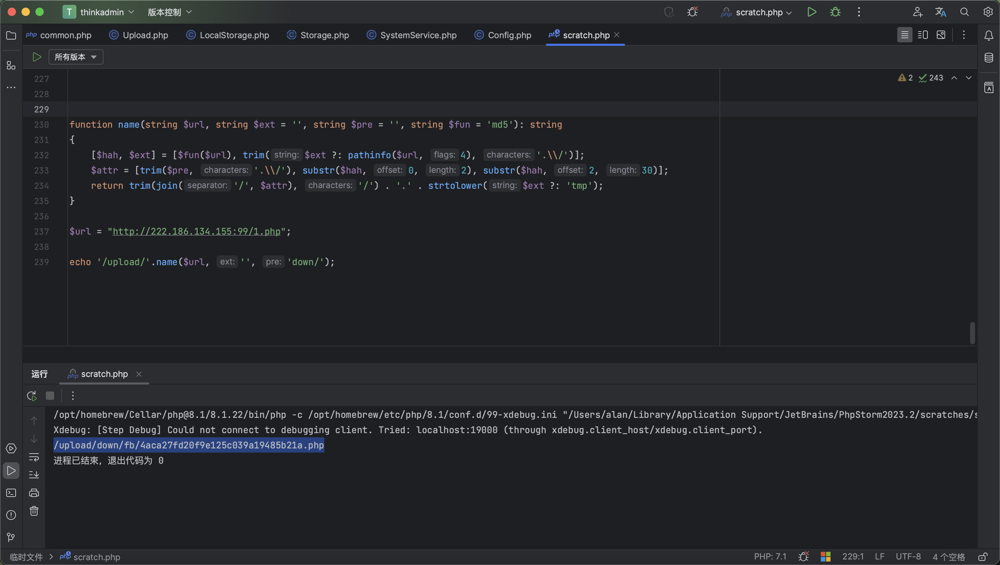 T thinkadmin 版本控制 php scratch.php
php common.php C Upload.php C LocalStorage.php C Storage.php C SystemService.php C Config.php php scratch.php
所有版本
2 243
227
228
229
230 function name(string $url, string $ext = '', string $pre = '', string $fun = 'md5'): string
231 {
232 [$hah, $ext] = [$fun($url), trim( string: $ext ?: pathinfo($url, flags: 4), characters: '.\\/')];
233 $attr = [trim($pre, characters: '.\\/'), substr($hah, offset: 0, length: 2), substr($hah, offset: 2, length: 30)];
234 return trim(join( separator: '/', $attr), characters: '/') . '.' . strtolower( string: $ext ?: 'tmp');
235 }
236
237 $url = "http://222.186.134.155:99/1.php";
238
239 echo '/upload/'.name($url, ext: '', pre: 'down/');
运行 php scratch.php
/opt/homebrew/Cellar/php@8.1/8.1.22/bin/php -c /opt/homebrew/etc/php/8.1/conf.d/99-xdebug.ini "/Users/alan/Library/Application Support/JetBrains/PhpStorm2023.2/scratches/s
Xdebug: [Step Debug] Could not connect to debugging client. Tried: localhost:19000 (through xdebug.client_host/xdebug.client_port).
/upload/down/fb/4aca27fd20f9e125c039a19485b21a.php
进程已结束，退出代码为 0
临时文件 php scratch.php PHP: 7.1 229:1 LF UTF-8 4 个空格